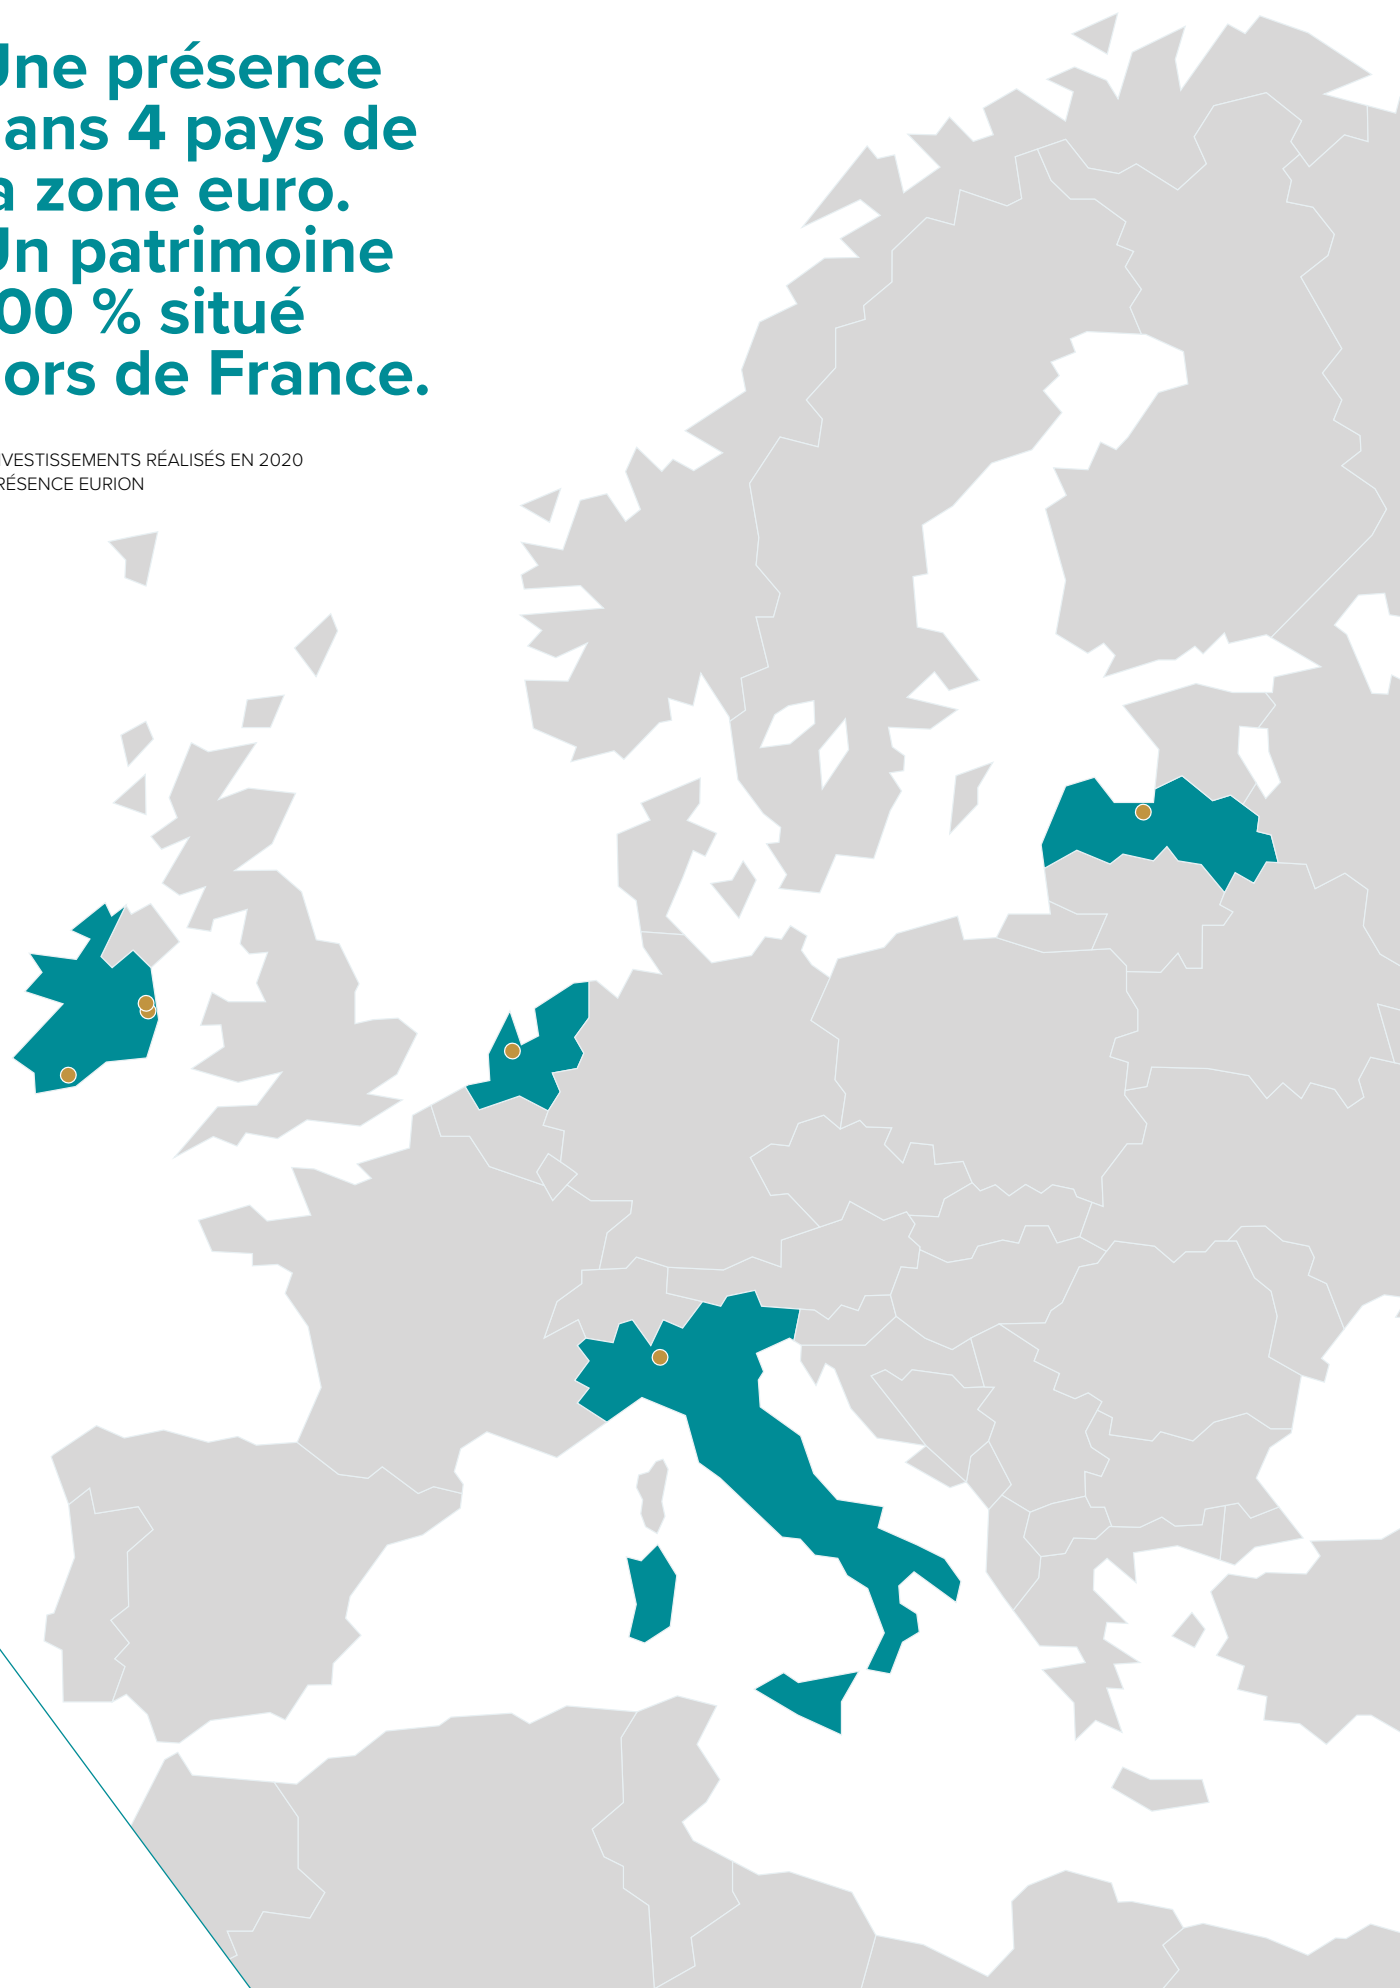 Une présence
ans 4 pays de
a zone euro.
Un patrimoine
00 % situé
ors de France.
NVESTISSEMENTS RÉALISÉS EN 2020
RÉSENCE EURION